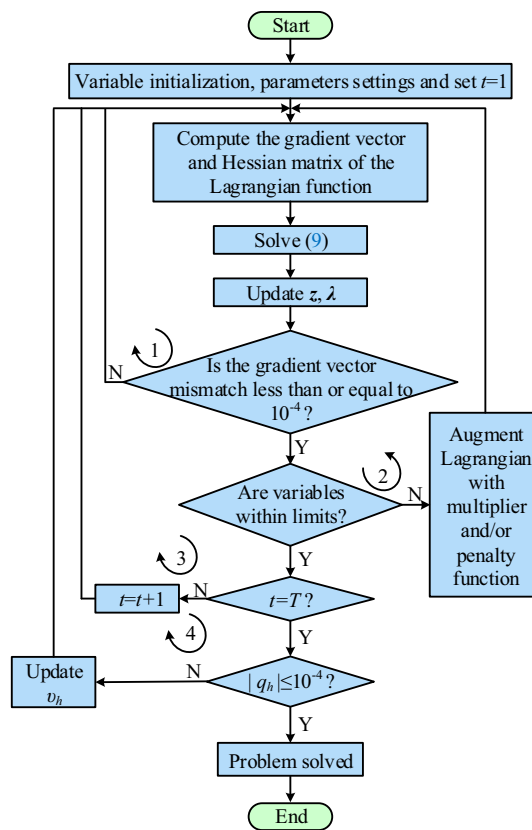 Start
Variable initialization, parameters settings and set t=1
Compute the gradient vector
and Hessian matrix of the
Lagrangian function
Solve (9)
Update z, λ
1
N
Is the gradient vector
mismatch less than or equal to
10⁻⁴?
Y
2
N
Are variables
within limits?
Augment
Lagrangian
with
multiplier
and/or
penalty
function
Y
3
N
t=t+1
t=T?
4
Y
N
Update
υₕ
| qₕ|≤10⁻⁴?
Y
Problem solved
End